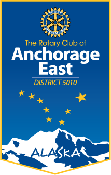 The Rotary Club of
Anchorage
East
DISTRICT 5010
ALASKA